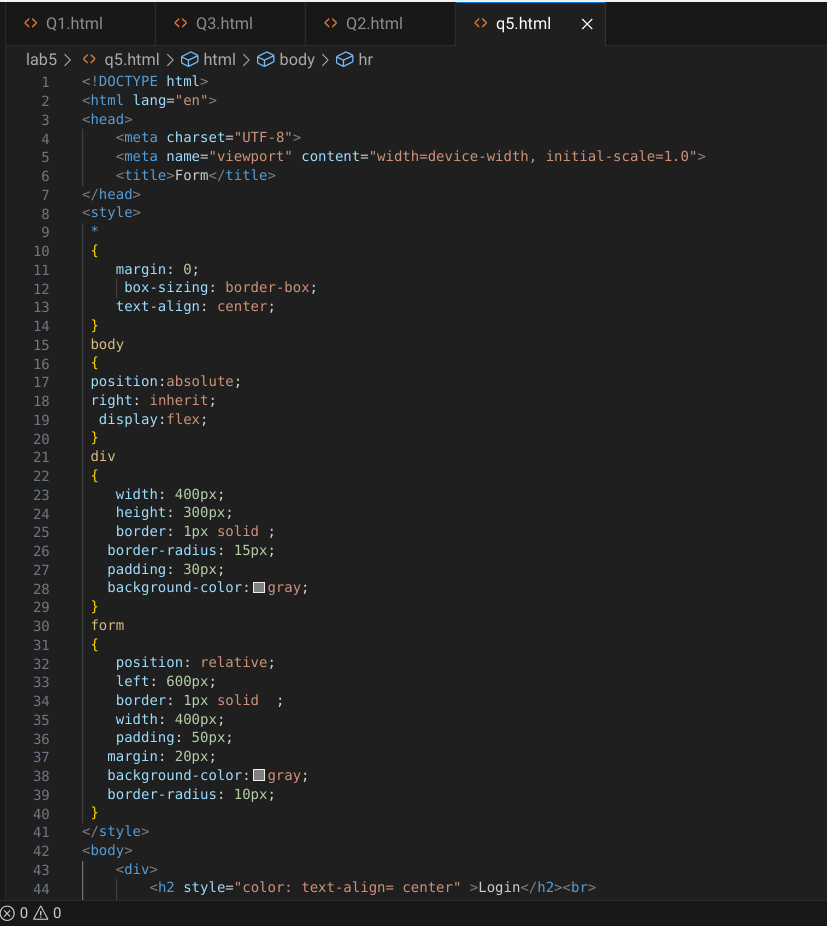 Q1.html Q3.html Q2.html q5.html
lab5 > q5.html > html > body > hr
1 <!DOCTYPE html>
2 <html lang="en">
3 <head>
4 <meta charset="UTF-8">
5 <meta name="viewport" content="width=device-width, initial-scale=1.0">
6 <title>Form</title>
7 </head>
8 <style>
9 *
10 {
11 margin: 0;
12 box-sizing: border-box;
13 text-align: center;
14 }
15 body
16 {
17 position:absolute;
18 right: inherit;
19 display:flex;
20 }
21 div
22 {
23 width: 400px;
24 height: 300px;
25 border: 1px solid ;
26 border-radius: 15px;
27 padding: 30px;
28 background-color: gray;
29 }
30 form
31 {
32 position: relative;
33 left: 600px;
34 border: 1px solid  ;
35 width: 400px;
36 padding: 50px;
37 margin: 20px;
38 background-color: gray;
39 border-radius: 10px;
40 }
41 </style>
42 <body>
43 <div>
44 <h2 style="color: text-align= center" >Login</h2><br>
0 0